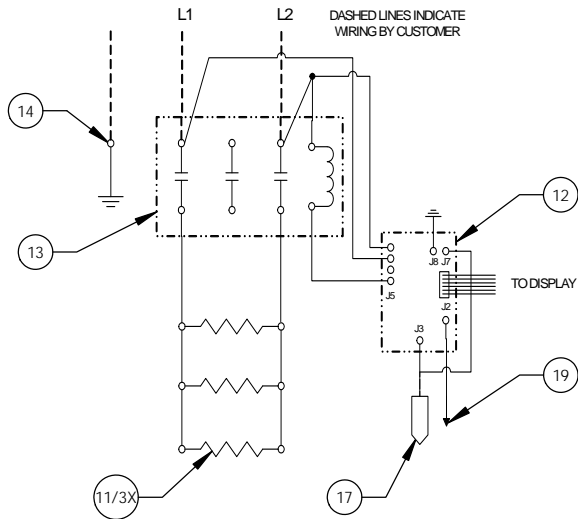 L1
L2
DASHED LINES INDICATE
WIRING BY CUSTOMER
14
13
12
J8
J7
J5
TO DISPLAY
J2
J3
19
11/3X
17